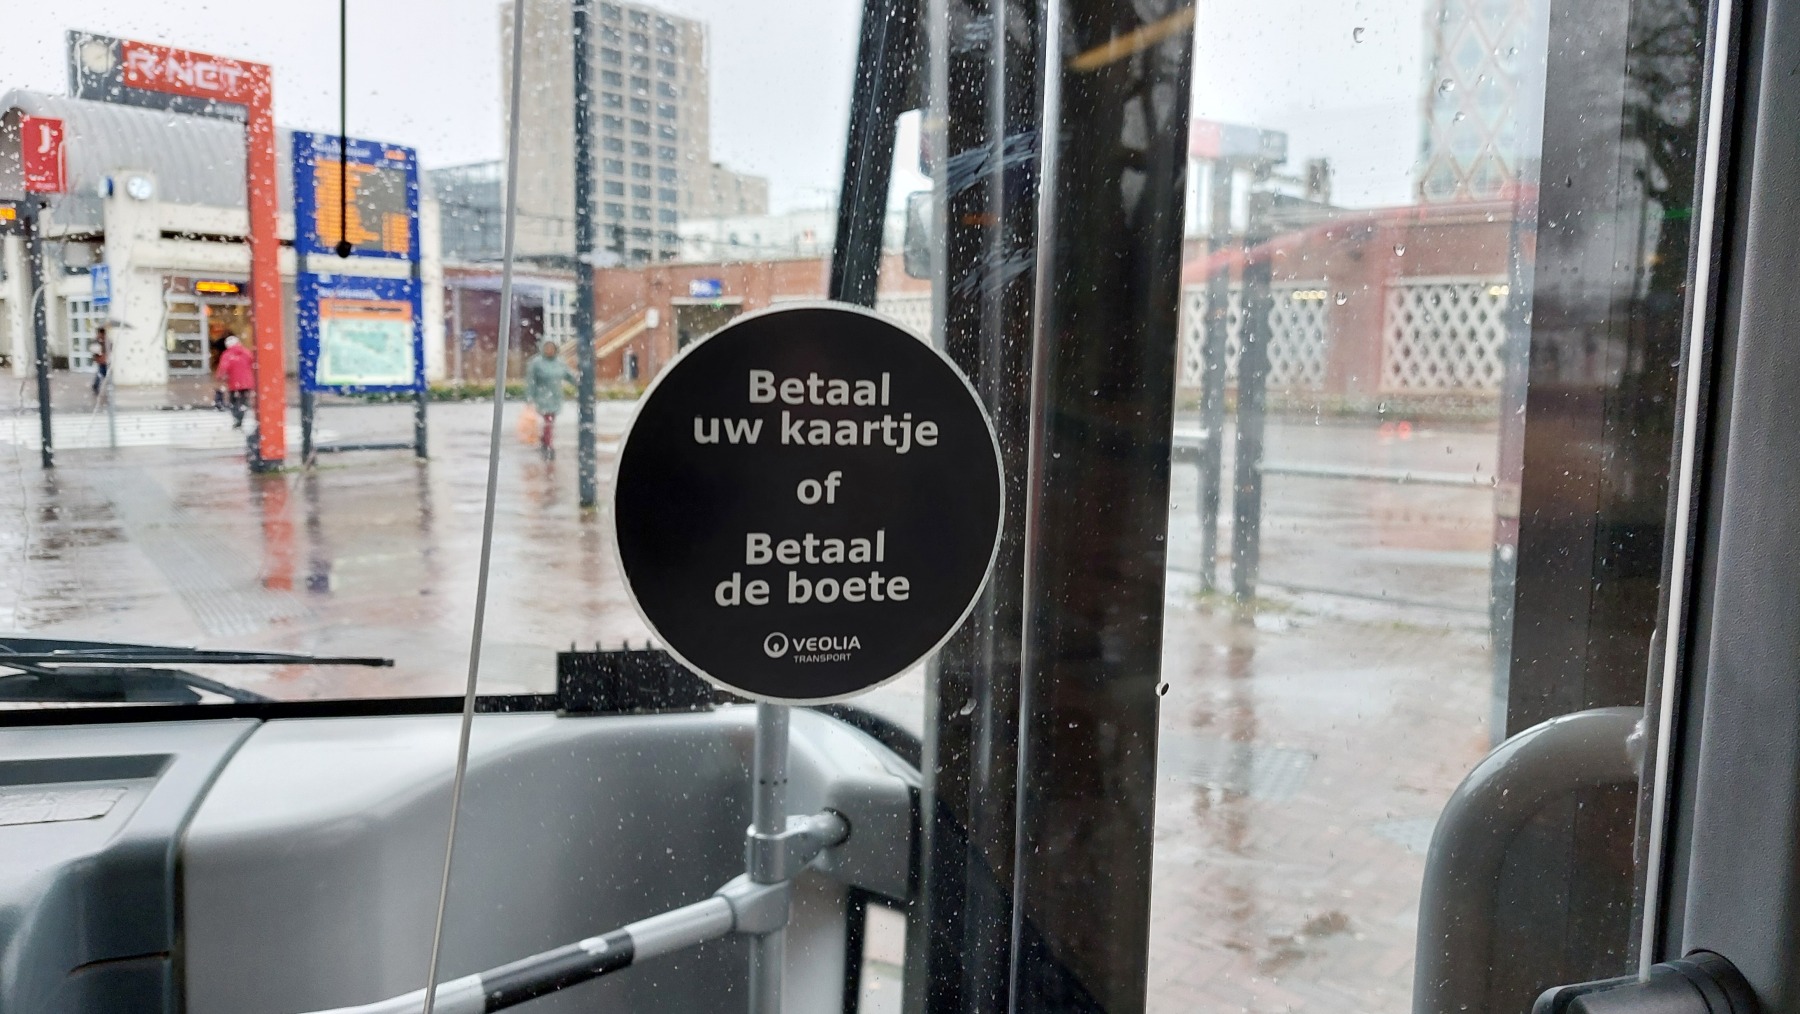 R-NET
Betaal
uw kaartje
of
Betaal
de boete
VEOLIA
TRANSPORT